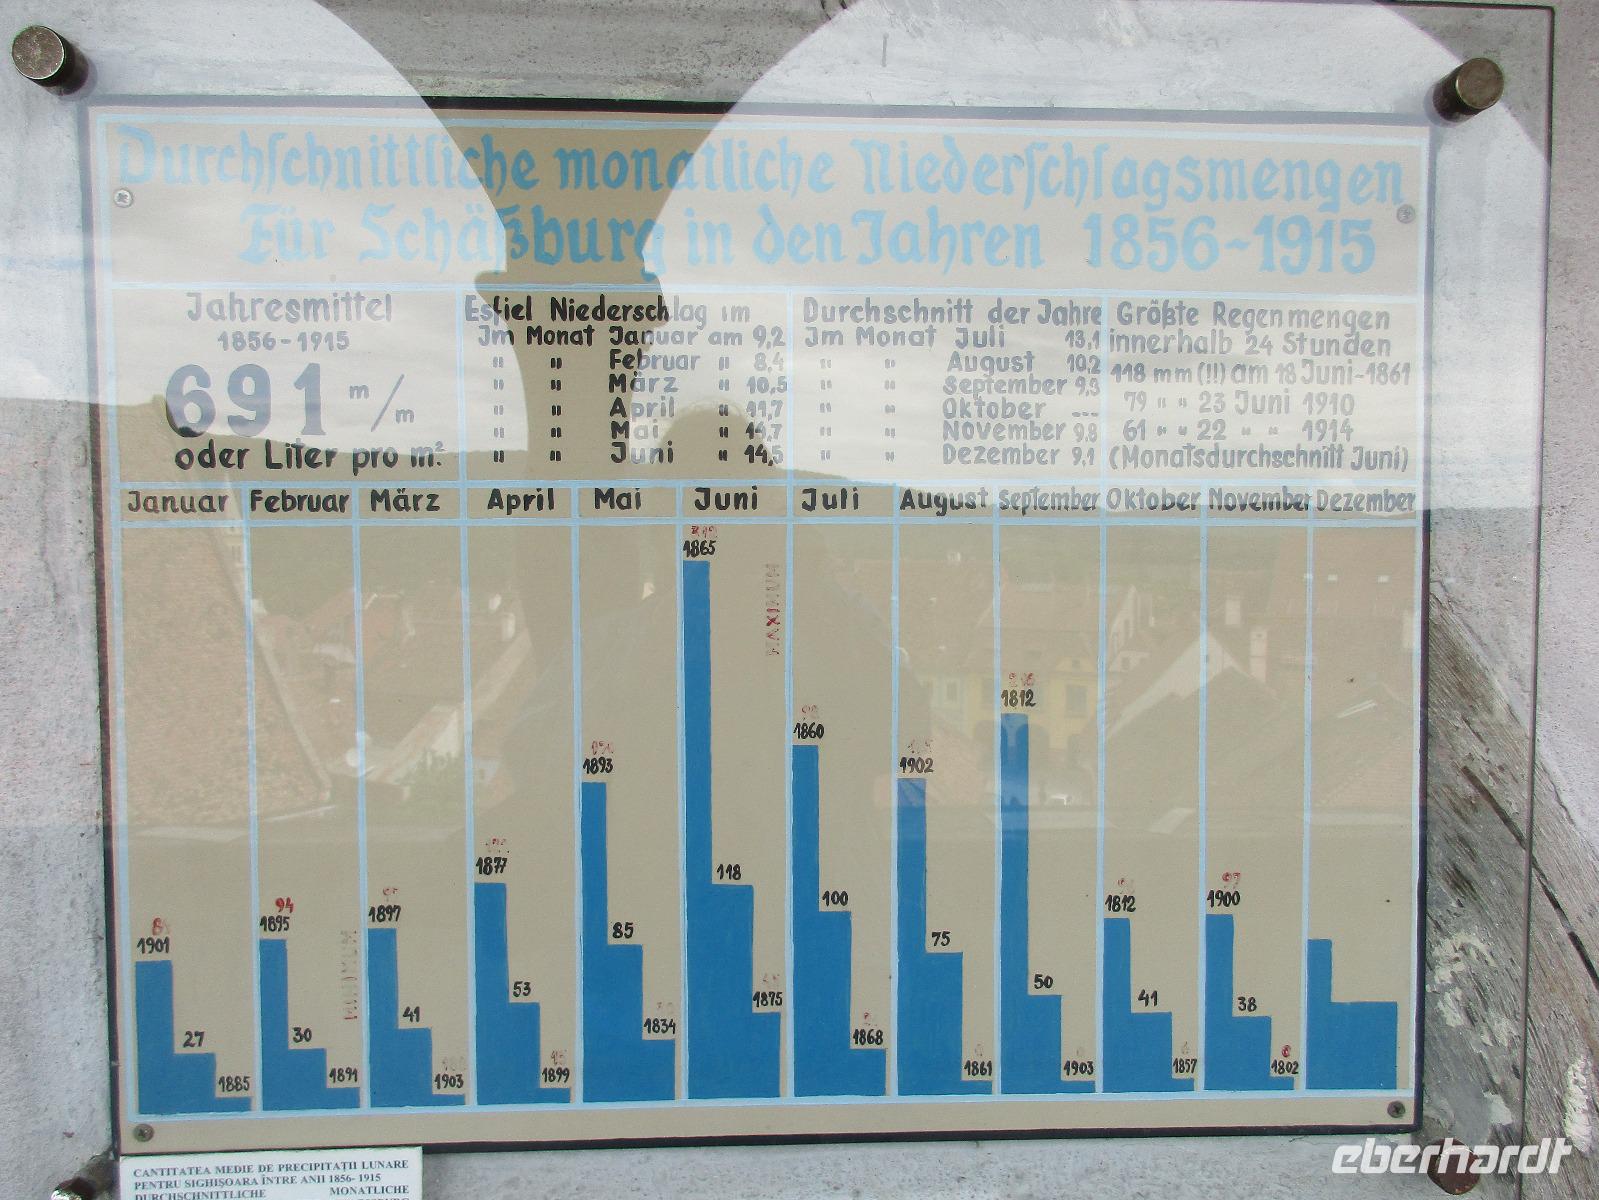 Durchschnittliche monatliche Niederschlagsmengen
Für Schäßburg in den Jahren 1856-1915
Jahresmittel
1856-1915
691 m/m
oder Liter pro m².
Esfiel Niederschlag im
Im Monat Januar am 9,2
" " Februar " 8,4
" " März " 10,5
" " April " 11,7
" " Mai " 14,7
" " Juni " 14,5
Durchschnitt der Jahre
Im Monat Juli 13,1
" " August 10,2
" " September 9,3
" " Oktober ---
" " November 9,8
" " Dezember 9,1
Größte Regenmengen
innerhalb 24 Stunden
118 mm (!!) am 18 Juni-1861
79 " " 23 Juni 1910
61 " " 22 " " 1914
(Monatsdurchschnitt Juni)
Januar Februar März April Mai Juni Juli August September Oktober November Dezember
1901 27 1885
94
1895 30 1891
MINIMUM
1897 41 1903
1877 53 1899
1893 85 1834
1865 118 1875
MAXIMUM
1860 100 1868
1902 75 1861
1812 50 1903
1812 41 1857
97
1900 38 1802
CANTITATEA MEDIE DE PRECIPITAȚII LUNARE
PENTRU SIGHIȘOARA ÎNTRE ANII 1856- 1915
DURCHSCHNITTLICHE MONATLICHE
eberhardt